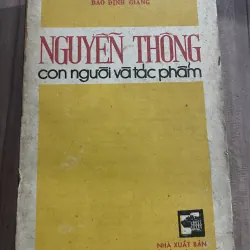 BẢO ĐỊNH GIANG
NGUYỄN THÔNG
con người và tác phẩm
NHÀ XUẤT BẢN